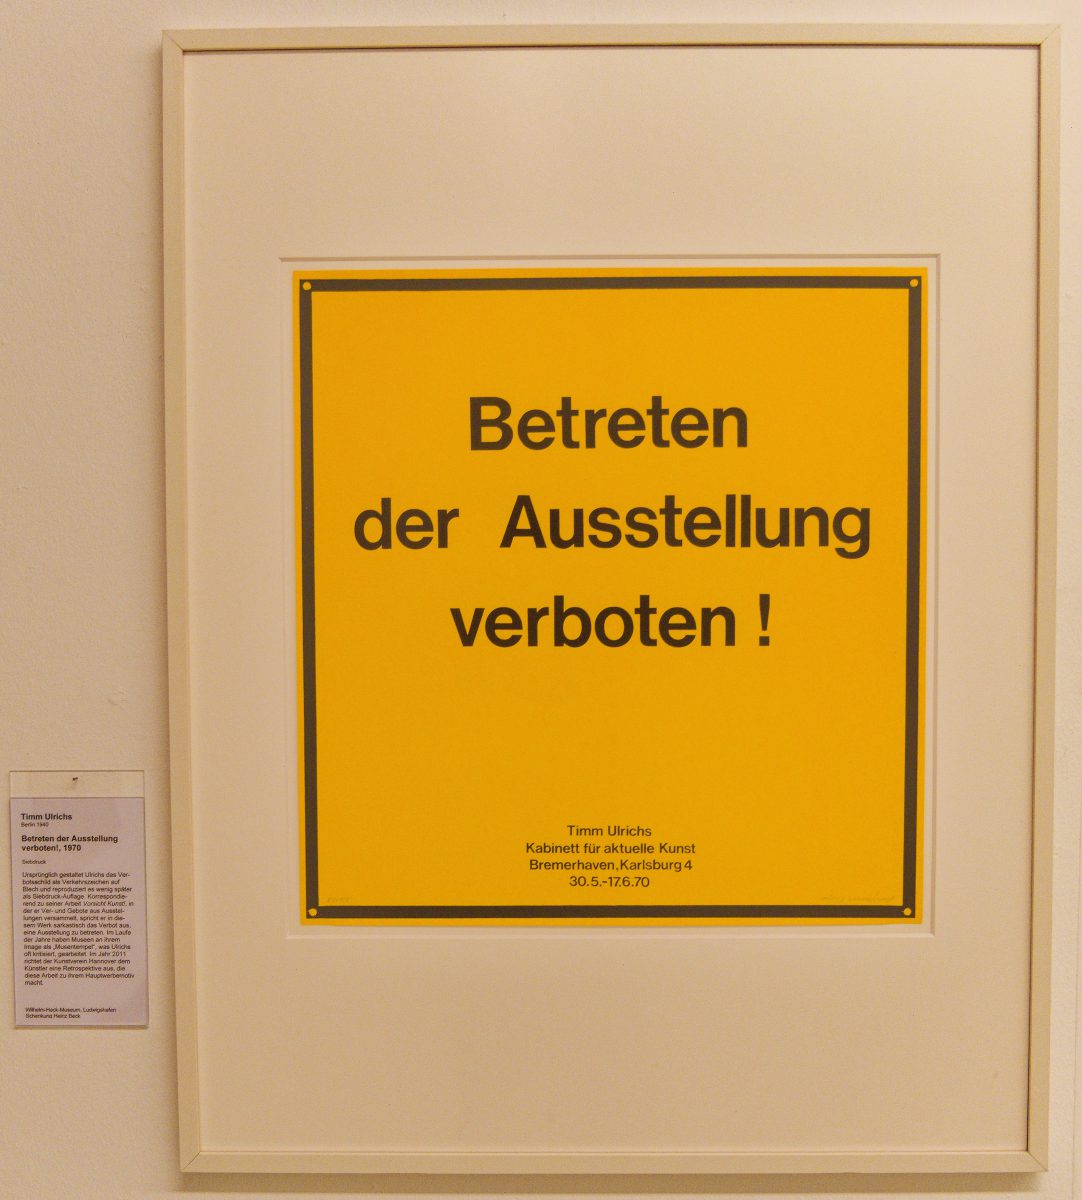 Betreten
der Ausstellung
verboten !
Timm Ulrichs
Kabinett für aktuelle Kunst
Bremerhaven, Karlsburg 4
30.5.-17.6.70
Timm Ulrichs
Berlin 1940
Betreten der Ausstellung
verboten!, 1970
Siebdruck
Ursprünglich gestaltet Ulrichs das Ver-
botsschild als Verkehrszeichen auf
Blech und reproduziert es wenig später
als Siebdruck-Auflage. Korrespondie-
rend zu seiner Arbeit Vorsicht Kunst!, in
der er Ver- und Gebote aus Ausstel-
lungen versammelt, spricht er in die-
sem Werk sarkastisch das Verbot aus,
eine Ausstellung zu betreten. Im Laufe
der Jahre haben Museen an ihrem
Image als „Musentempel", was Ulrichs
oft kritisiert, gearbeitet. Im Jahr 2011
richtet der Kunstverein Hannover dem
Künstler eine Retrospektive aus, die
diese Arbeit zu ihrem Hauptwerbemotiv
macht.
Wilhelm-Hack-Museum, Ludwigshafen
Schenkung Heinz Beck